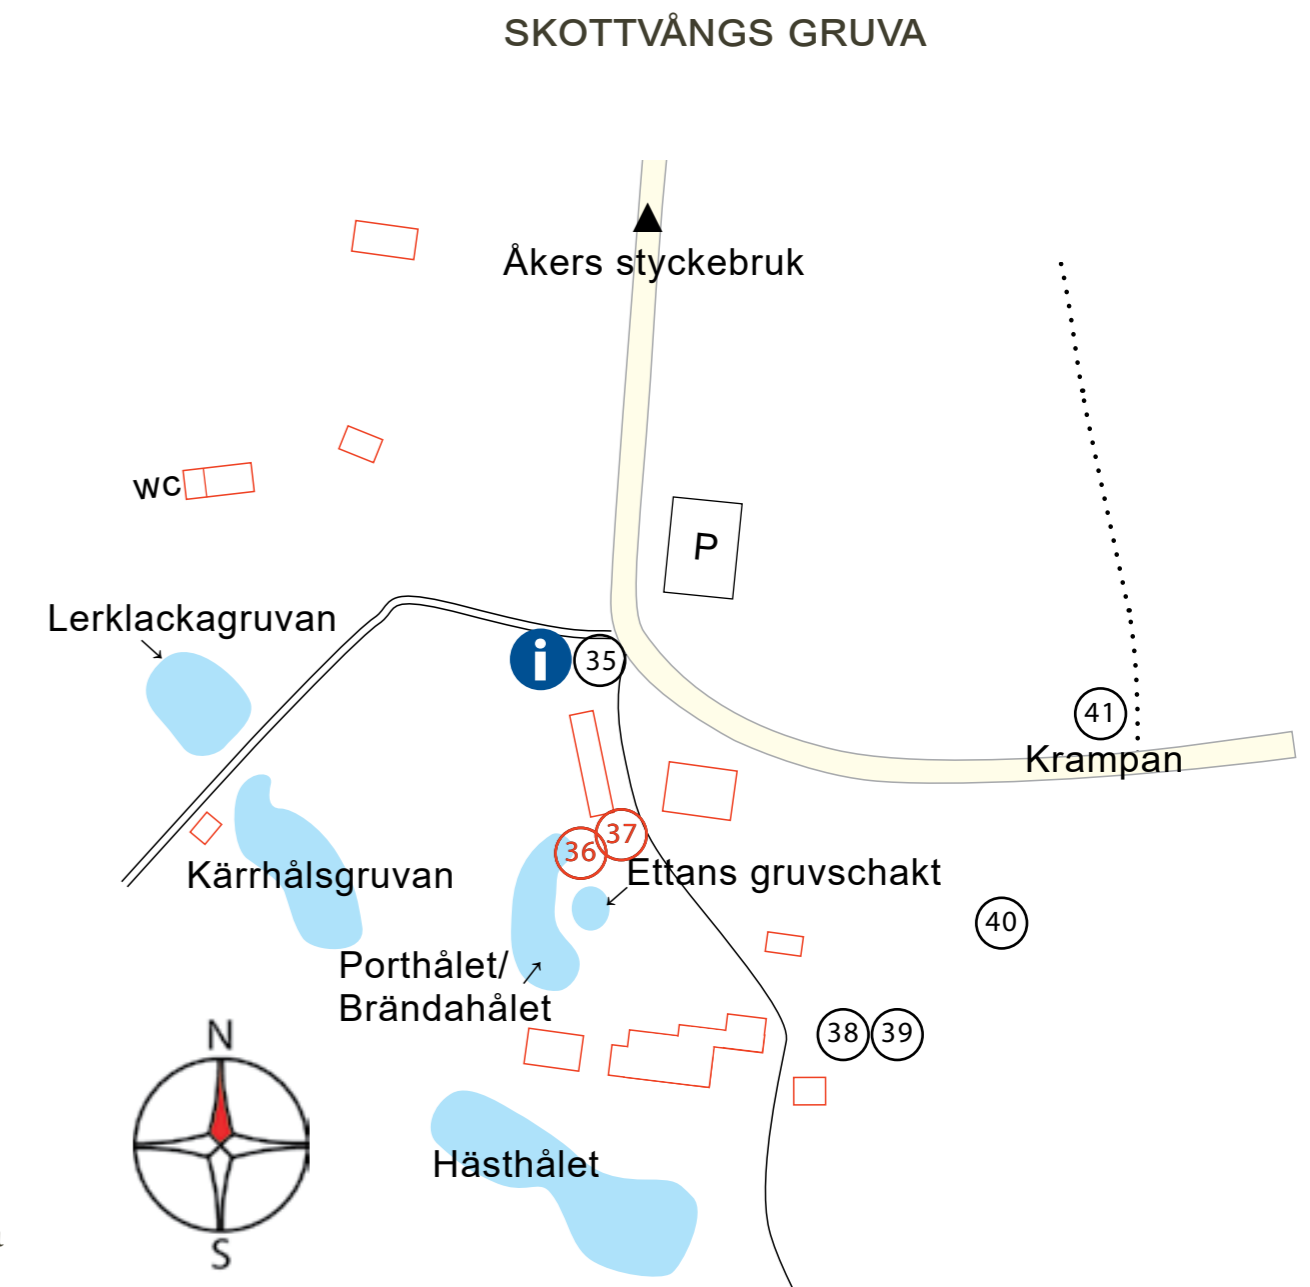 SKOTTVÅNGS GRUVA
Åkers styckebruk
wc
P
Lerklackagruvan
i
35
41
Krampan
37
36
Ettans gruvschakt
Kärrhålsgruvan
40
Porthålet/
Brändahålet
38
39
N
Hästhålet
S